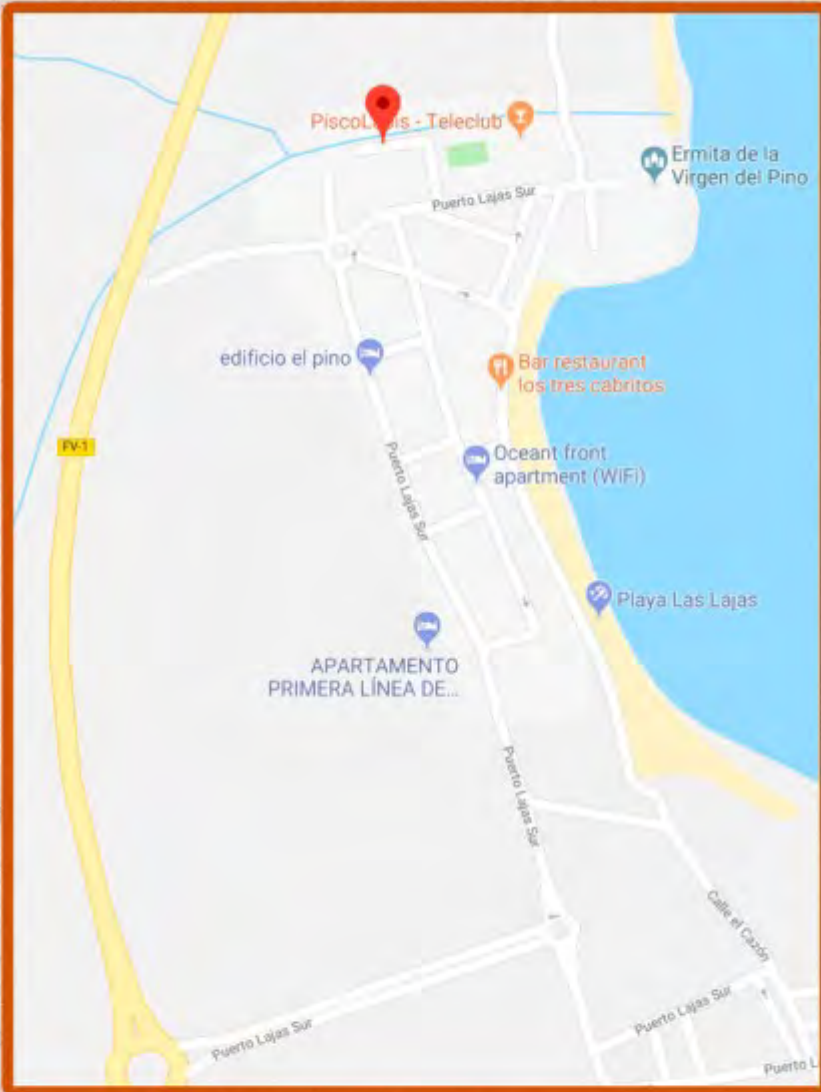 PiscoLabis - Teleclub
Ermita de la
Virgen del Pino
Puerto Lajas Sur
edificio el pino
Bar restaurant
los tres cabritos
FV-1
Oceant front
apartment (WiFi)
Puerto Lajas Sur
Playa Las Lajas
APARTAMENTO
PRIMERA LÍNEA DE...
Puerto Lajas Sur
Calle el Cazón
Puerto Lajas Sur
Puerto Lajas Sur
Puerto L